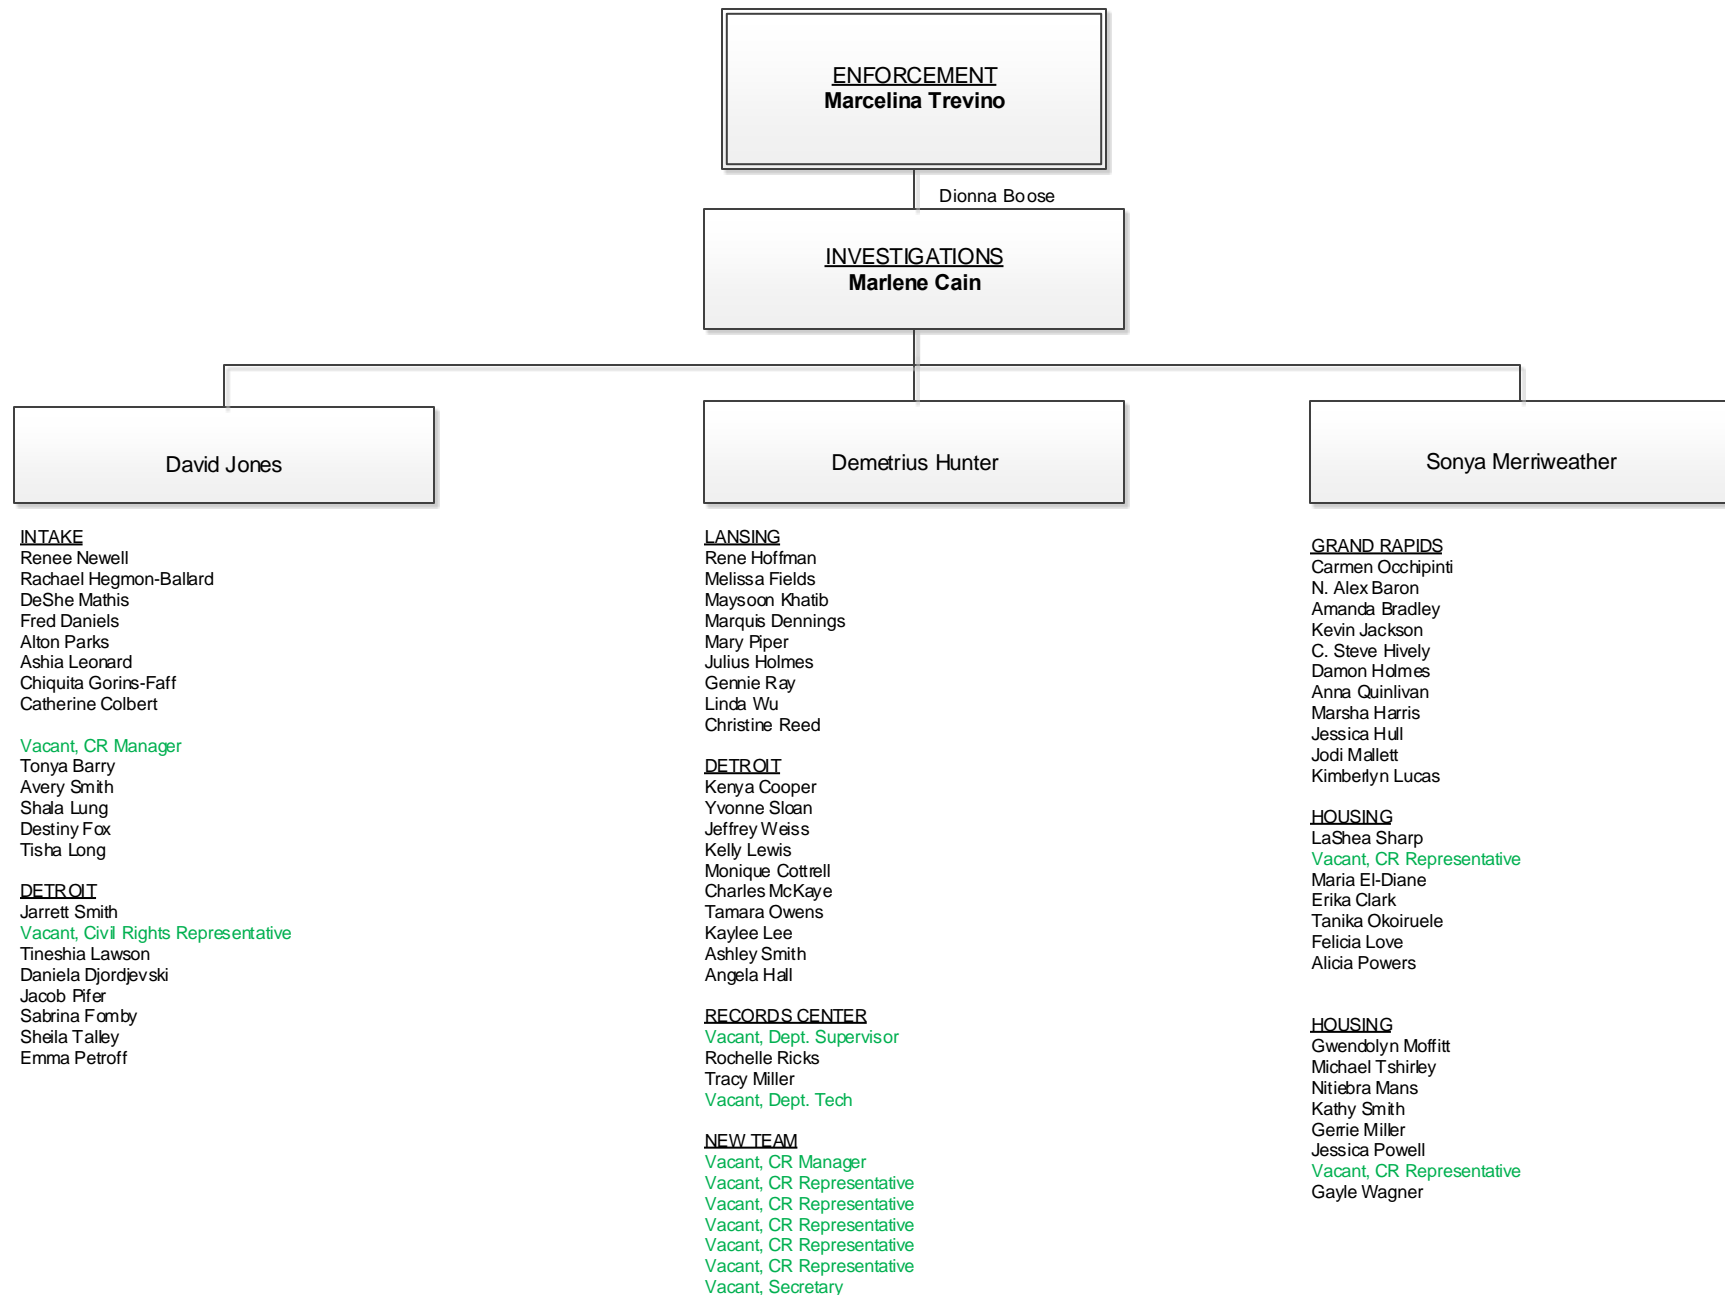 ENFORCEMENT
Marcelina Trevino
Dionna Boose
INVESTIGATIONS
Marlene Cain
David Jones
Demetrius Hunter
Sonya Merriweather
INTAKE
Renee Newell
Rachael Hegmon-Ballard
DeShe Mathis
Fred Daniels
Alton Parks
Ashia Leonard
Chiquita Gorins-Faff
Catherine Colbert
Vacant, CR Manager
Tonya Barry
Avery Smith
Shala Lung
Destiny Fox
Tisha Long
DETROIT
Jarrett Smith
Vacant, Civil Rights Representative
Tineshia Lawson
Daniela Djordjevski
Jacob Pifer
Sabrina Fomby
Sheila Talley
Emma Petroff
LANSING
Rene Hoffman
Melissa Fields
Maysoon Khatib
Marquis Dennings
Mary Piper
Julius Holmes
Gennie Ray
Linda Wu
Christine Reed
DETROIT
Kenya Cooper
Yvonne Sloan
Jeffrey Weiss
Kelly Lewis
Monique Cottrell
Charles McKaye
Tamara Owens
Kaylee Lee
Ashley Smith
Angela Hall
RECORDS CENTER
Vacant, Dept. Supervisor
Rochelle Ricks
Tracy Miller
Vacant, Dept. Tech
NEW TEAM
Vacant, CR Manager
Vacant, CR Representative
Vacant, CR Representative
Vacant, CR Representative
Vacant, CR Representative
Vacant, CR Representative
Vacant, Secretary
GRAND RAPIDS
Carmen Occhipinti
N. Alex Baron
Amanda Bradley
Kevin Jackson
C. Steve Hively
Damon Holmes
Anna Quinlivan
Marsha Harris
Jessica Hull
Jodi Mallett
Kimberlyn Lucas
HOUSING
LaShea Sharp
Vacant, CR Representative
Maria El-Diane
Erika Clark
Tanika Okoiruele
Felicia Love
Alicia Powers
HOUSING
Gwendolyn Moffitt
Michael Tshirley
Nitiebra Mans
Kathy Smith
Gerrie Miller
Jessica Powell
Vacant, CR Representative
Gayle Wagner